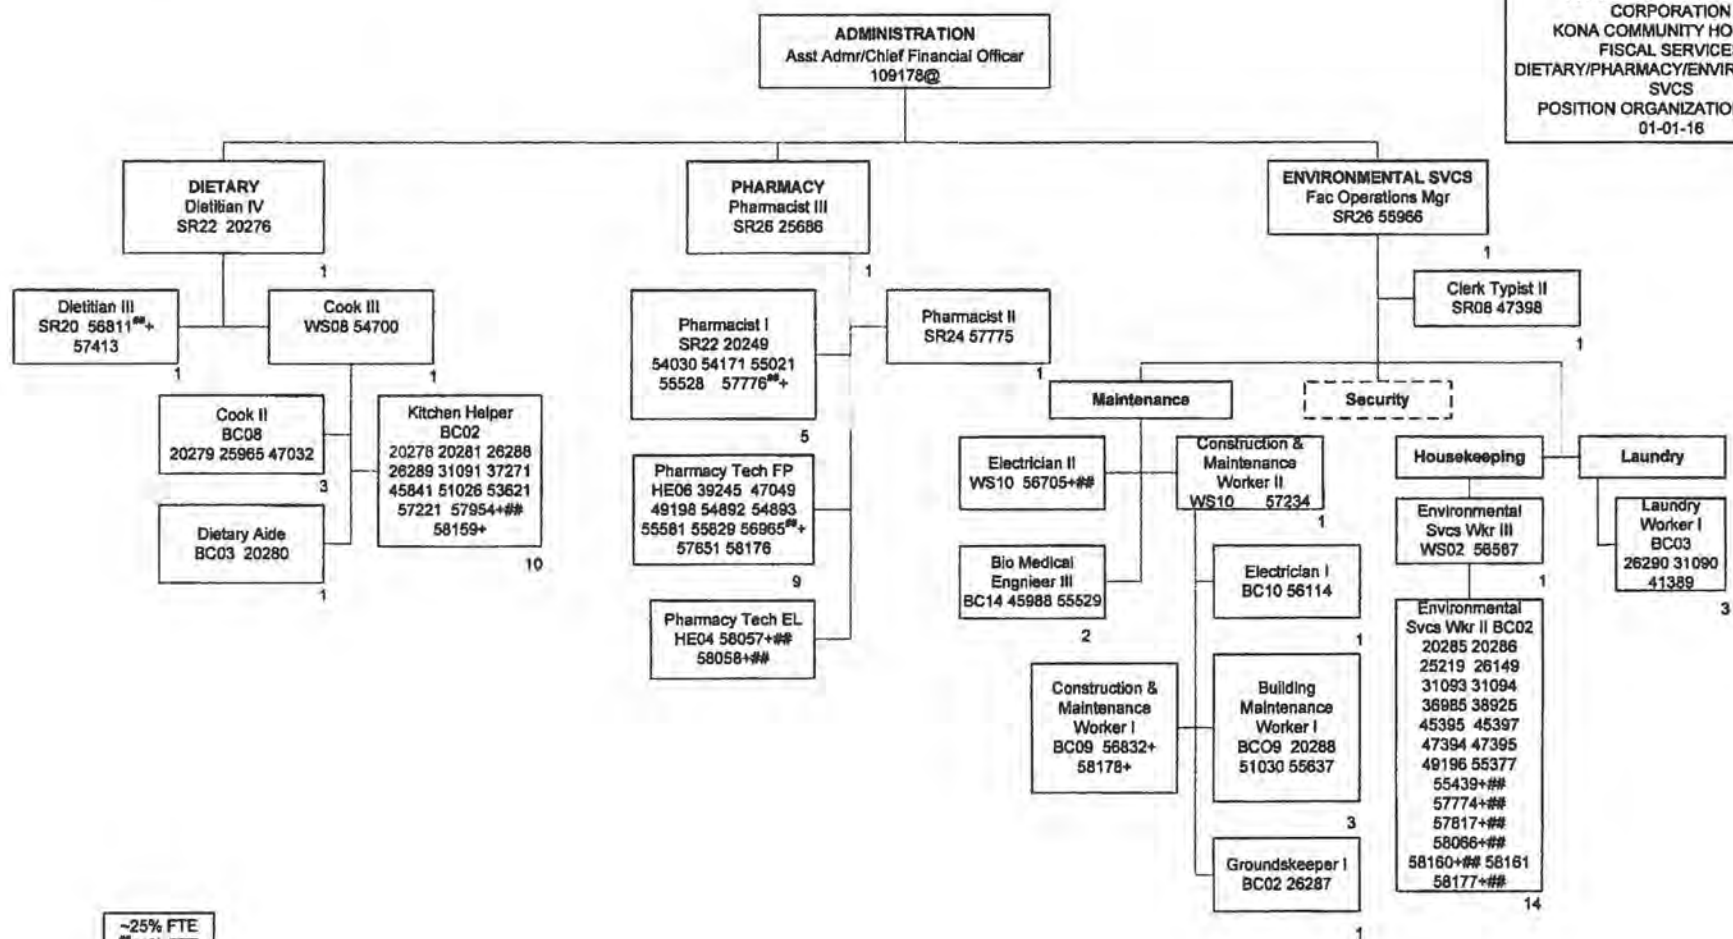 CORPORATION
KONA COMMUNITY HO
FISCAL SERVICE
DIETARY/PHARMACY/ENVIR
SVCS
POSITION ORGANIZATIO
01-01-16
ADMINISTRATION
Asst Admr/Chief Financial Officer
109178@
DIETARY
Dietitian IV
SR22 20276
1
PHARMACY
Pharmacist III
SR26 25686
1
ENVIRONMENTAL SVCS
Fac Operations Mgr
SR26 55966
1
Dietitian III
SR20 56811##+
57413
1
Cook III
WS08 54700
1
Cook II
BC08
20279 25965 47032
3
Kitchen Helper
BC02
20278 20281 26288
26289 31091 37271
45841 51026 53621
57221 57954+##
58159+
10
Dietary Aide
BC03 20280
1
Pharmacist I
SR22 20249
54030 54171 55021
55528 57776##+
5
Pharmacist II
SR24 57775
1
Pharmacy Tech FP
HE06 39245 47049
49198 54892 54893
55581 55829 56965##+
57651 58176
9
Pharmacy Tech EL
HE04 58057+##
58058+##
Clerk Typist II
SR08 47398
1
Maintenance
Security
Electrician II
WS10 56705+##
Construction &
Maintenance
Worker II
WS10 57234
1
Bio Medical
Engnieer III
BC14 45988 55529
2
Electrician I
BC10 56114
1
Construction &
Maintenance
Worker I
BC09 56832+
58178+
Building
Maintenance
Worker I
BCO9 20288
51030 55637
3
Groundskeeper I
BC02 26287
1
Housekeeping
Laundry
Environmental
Svcs Wkr III
WS02 56567
1
Laundry
Worker I
BC03
26290 31090
41389
3
Environmental
Svcs Wkr II BC02
20285 20286
25219 26149
31093 31094
36985 38925
45395 45397
47394 47395
49196 55377
55439+##
57774+##
57817+##
58066+##
58160+## 58161
58177+##
14
~25% FTE